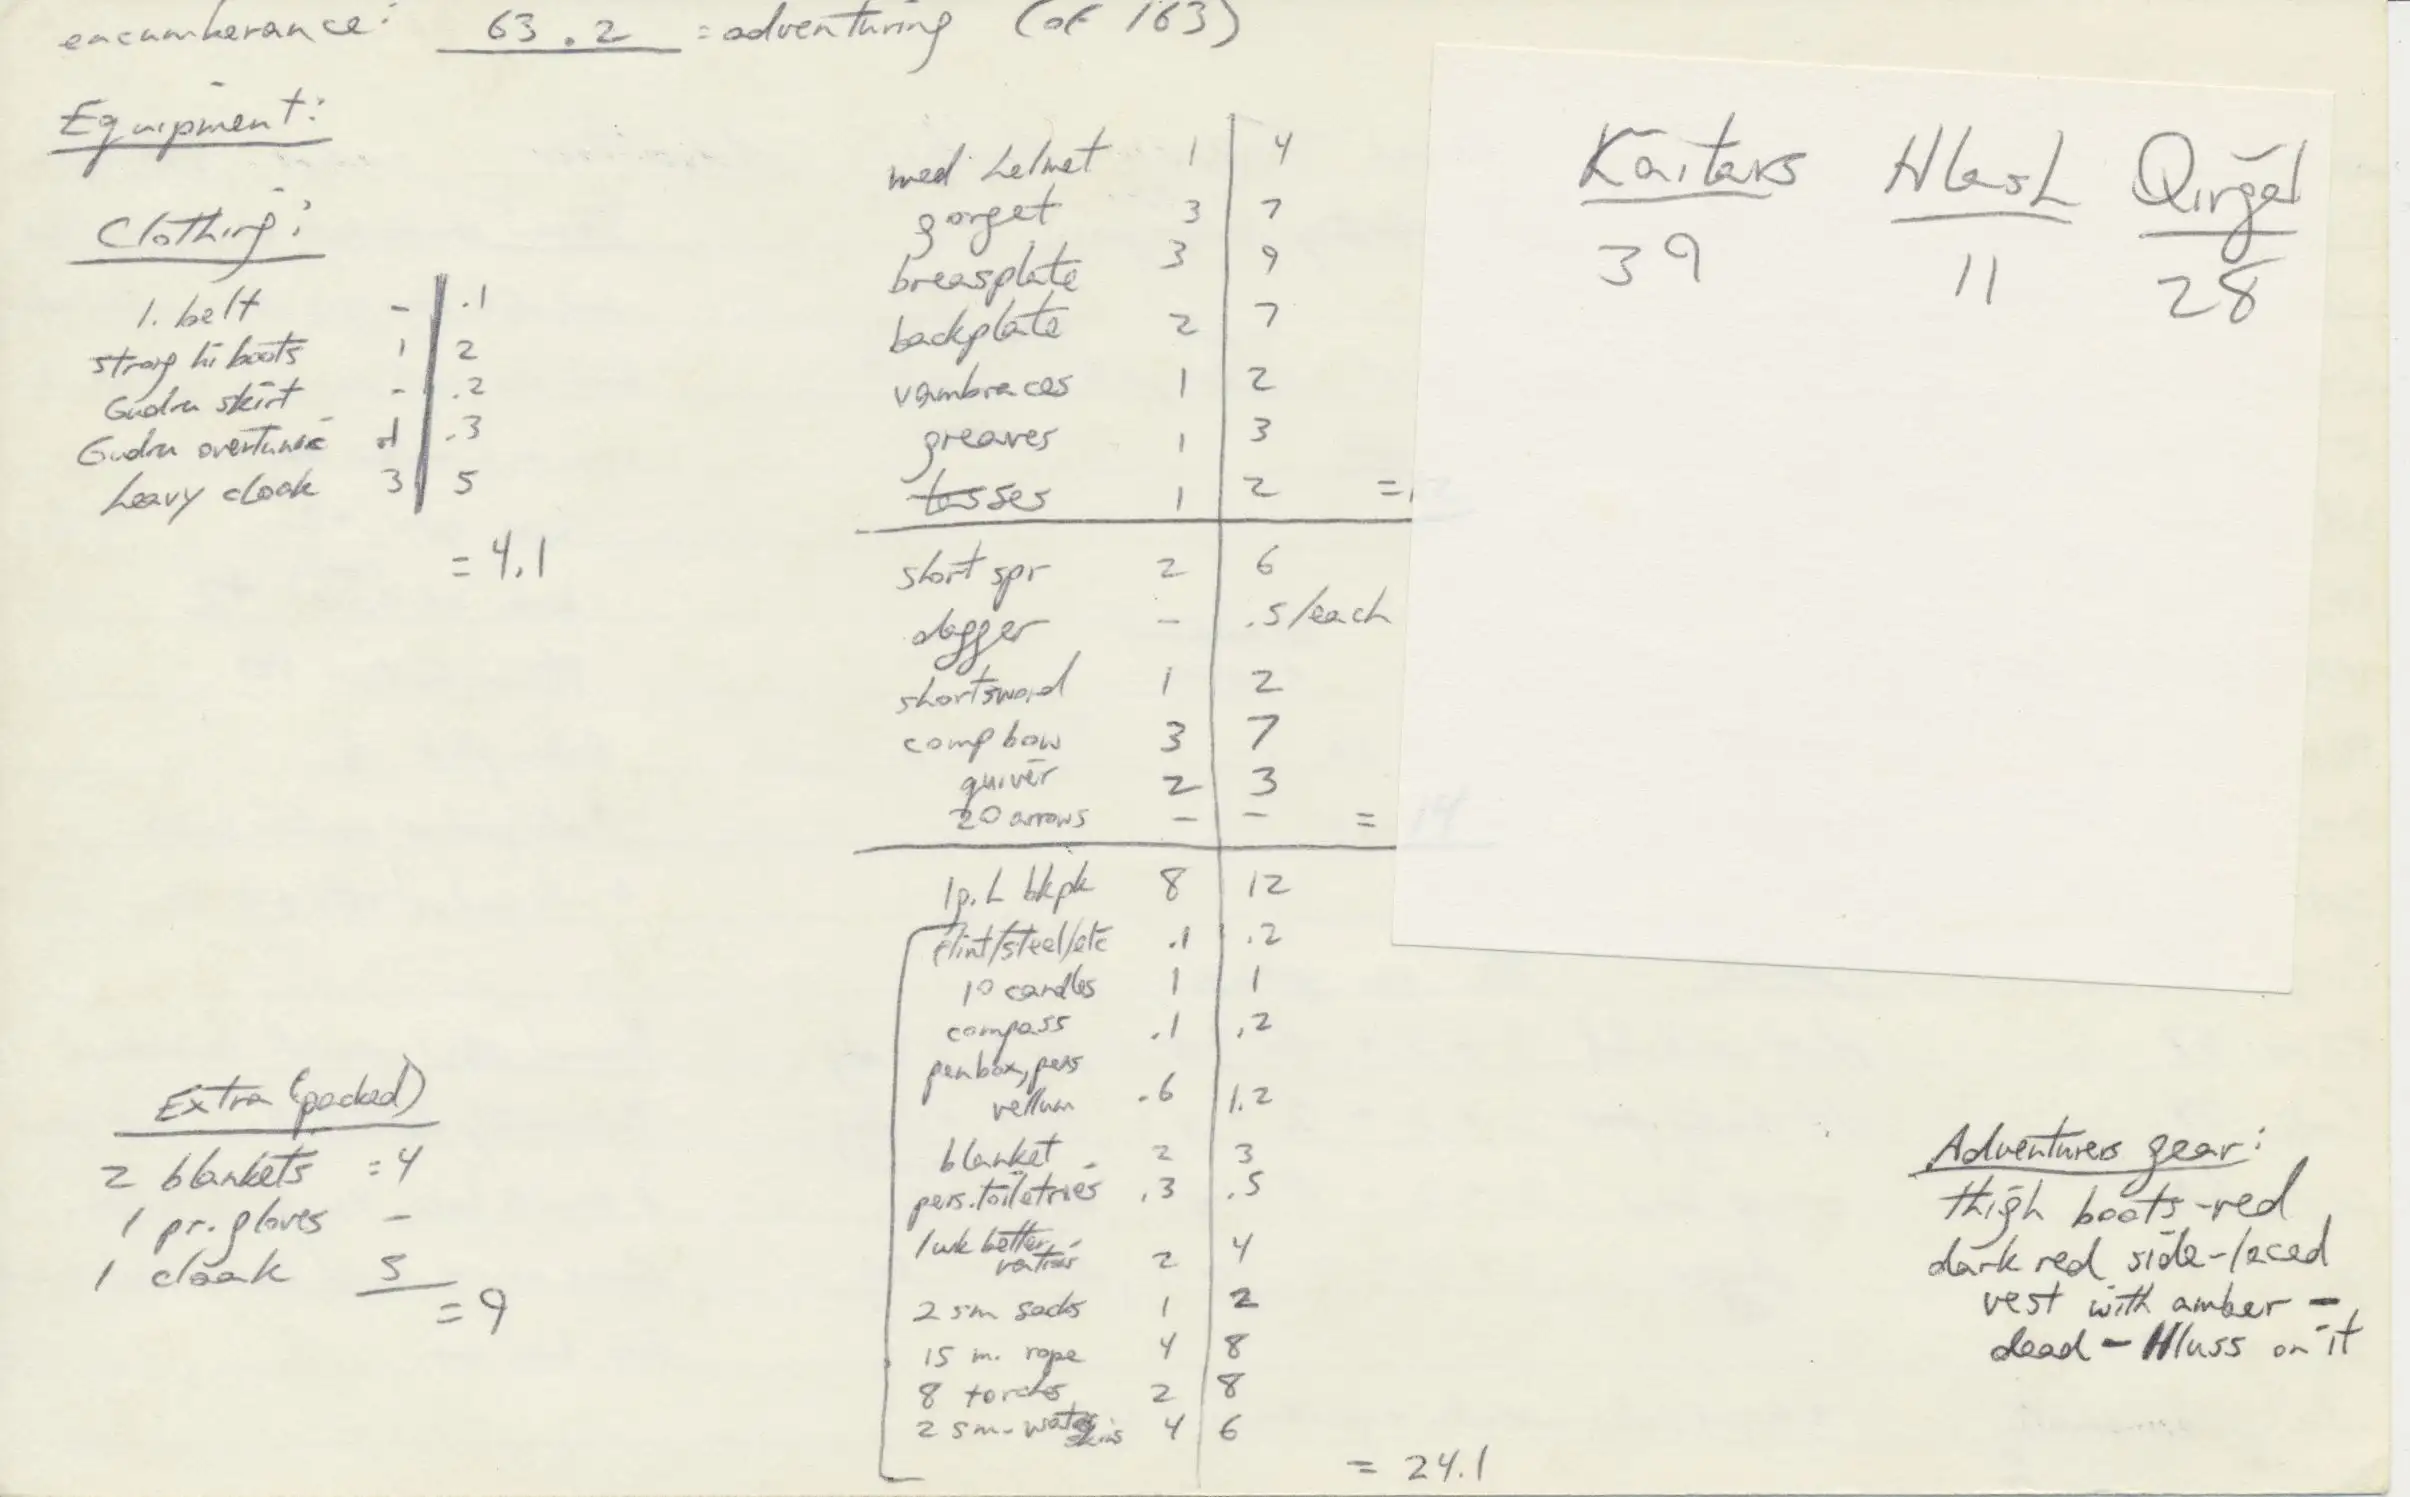 encumberance: 63.2 = adventuring (of 163)
Equipment:
Clothing:
1. belt - .1
strong hi boots 1 2
Gudru skirt - .2
Gudru overtunic .3
heavy cloak 3 5
= 4.1
Extra (packed)
2 blankets = 4
1 pr. gloves -
1 cloak 5
= 9
med helmet 1 4
gorget 3 7
breasplate 3 9
backplate 2 7
vambraces 1 2
greaves 1 3
tasses 1 2 =
short spr 2 6
dagger - .5/each
shortsword 1 2
comp bow 3 7
quiver 2 3
20 arrows - - = 14
1p. L bkpk 8 12
flint/steel/etc .1 .2
10 candles 1 1
compass .1 .2
penbox, pens
vellum .6 1.2
blanket 2 3
pers. toiletries .3 .5
1 wk better
rations 2 4
2 sm sacks 1 2
15 m. rope 4 8
8 torches 2 8
2 sm. water
skins 4 6
= 24.1
Kaitars Hlash Qirgal
39 11 28
Adventurers gear:
thigh boots - red
dark red side-laced
vest with amber -
dead - Hluss on it